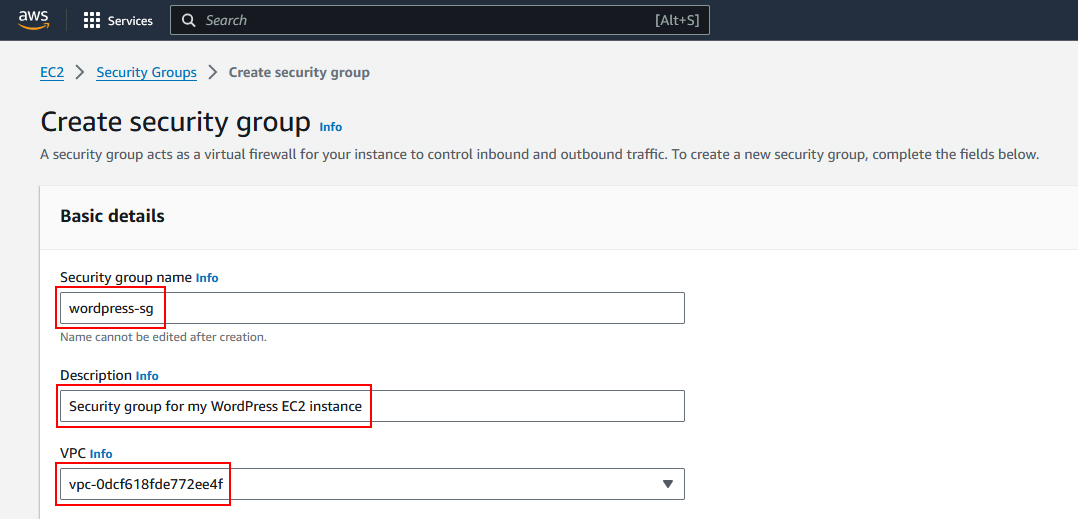 aws
Services
Search
[Alt+S]
EC2 > Security Groups > Create security group
Create security group Info
A security group acts as a virtual firewall for your instance to control inbound and outbound traffic. To create a new security group, complete the fields below.
Basic details
Security group name Info
wordpress-sg
Name cannot be edited after creation.
Description Info
Security group for my WordPress EC2 instance
VPC Info
vpc-0dcf618fde772ee4f